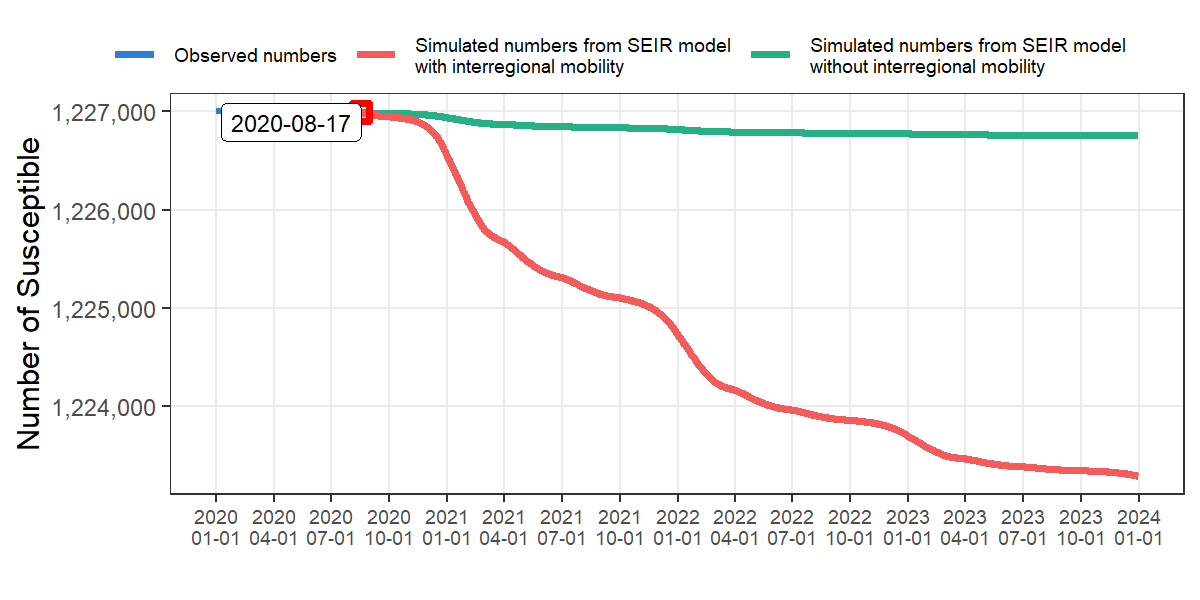 Observed numbers
Simulated numbers from SEIR model
with interregional mobility
Simulated numbers from SEIR model
without interregional mobility
Number of Susceptible
1,227,000
1,226,000
1,225,000
1,224,000
2020-08-17
2020 2020 2020 2020 2021 2021 2021 2021 2022 2022 2022 2022 2023 2023 2023 2023 2024
01-01 04-01 07-01 10-01 01-01 04-01 07-01 10-01 01-01 04-01 07-01 10-01 01-01 04-01 07-01 10-01 01-01